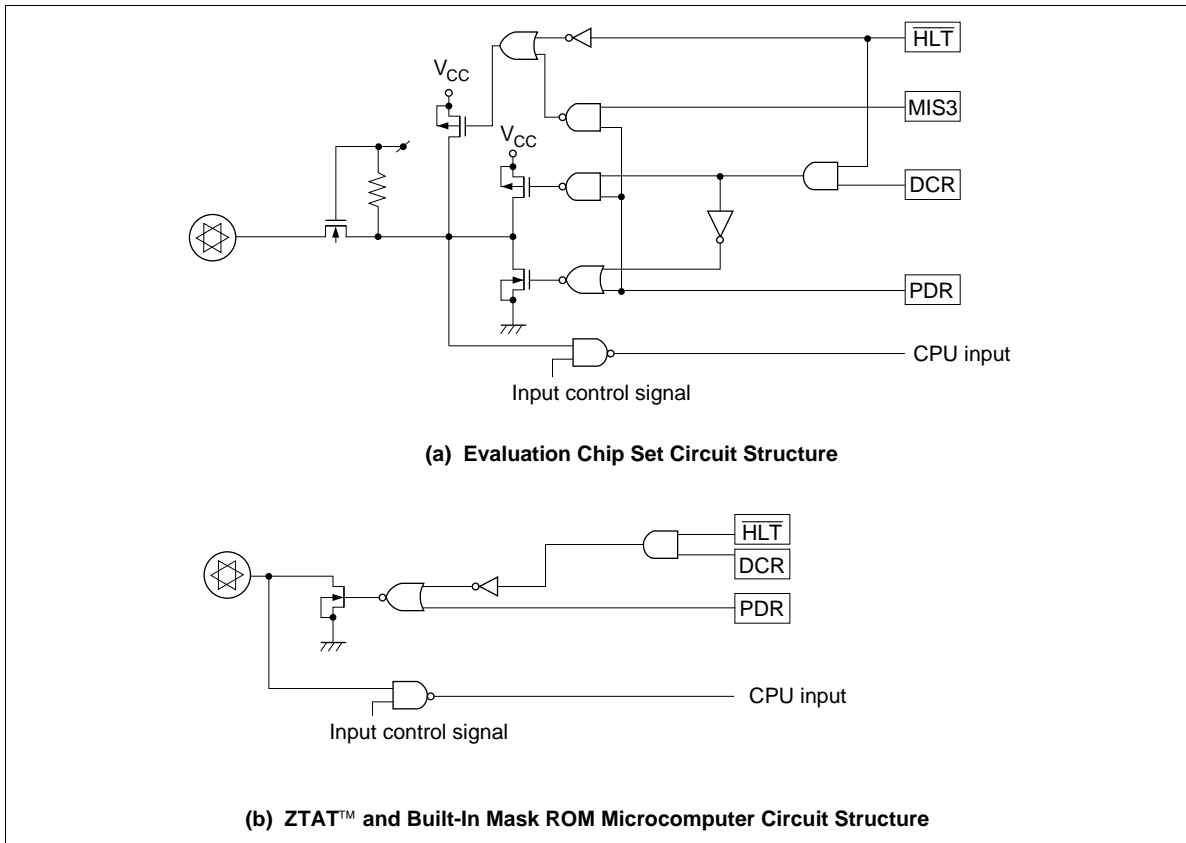 HLT
VCC
MIS3
VCC
DCR
PDR
CPU input
Input control signal
(a) Evaluation Chip Set Circuit Structure
HLT
DCR
PDR
CPU input
Input control signal
(b) ZTAT™ and Built-In Mask ROM Microcomputer Circuit Structure